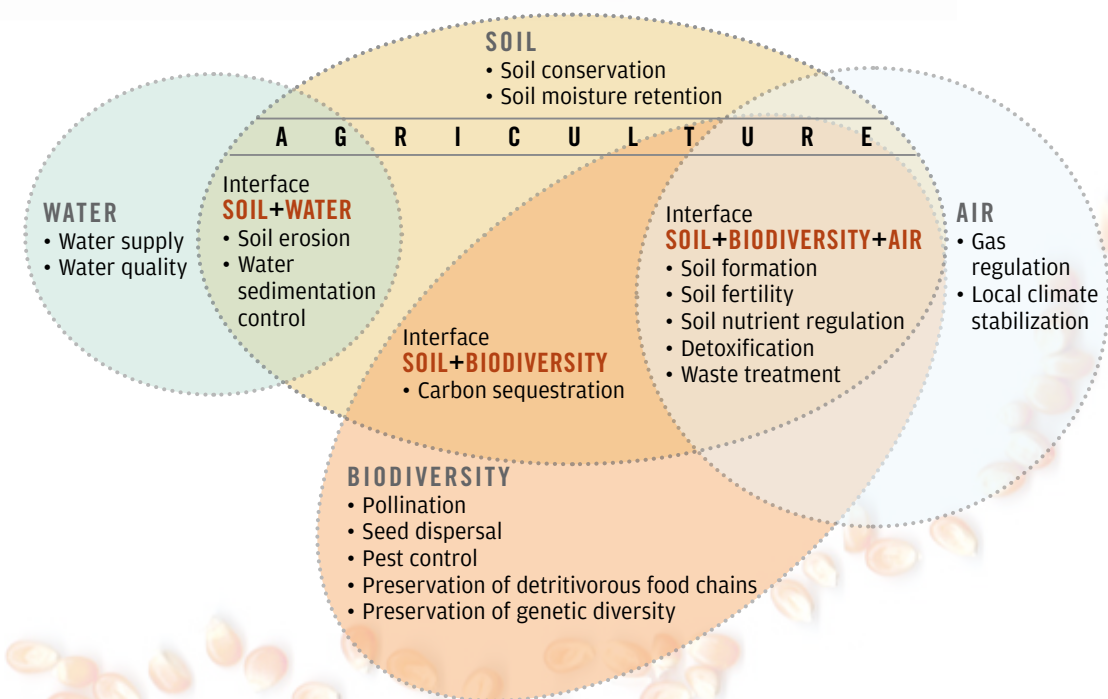 SOIL
• Soil conservation
• Soil moisture retention
A G R I C U L T U R E
WATER
• Water supply
• Water quality
Interface
SOIL+WATER
• Soil erosion
• Water
sedimentation
control
Interface
SOIL+BIODIVERSITY
• Carbon sequestration
Interface
SOIL+BIODIVERSITY+AIR
• Soil formation
• Soil fertility
• Soil nutrient regulation
• Detoxification
• Waste treatment
AIR
• Gas
regulation
• Local climate
stabilization
BIODIVERSITY
• Pollination
• Seed dispersal
• Pest control
• Preservation of detritivorous food chains
• Preservation of genetic diversity